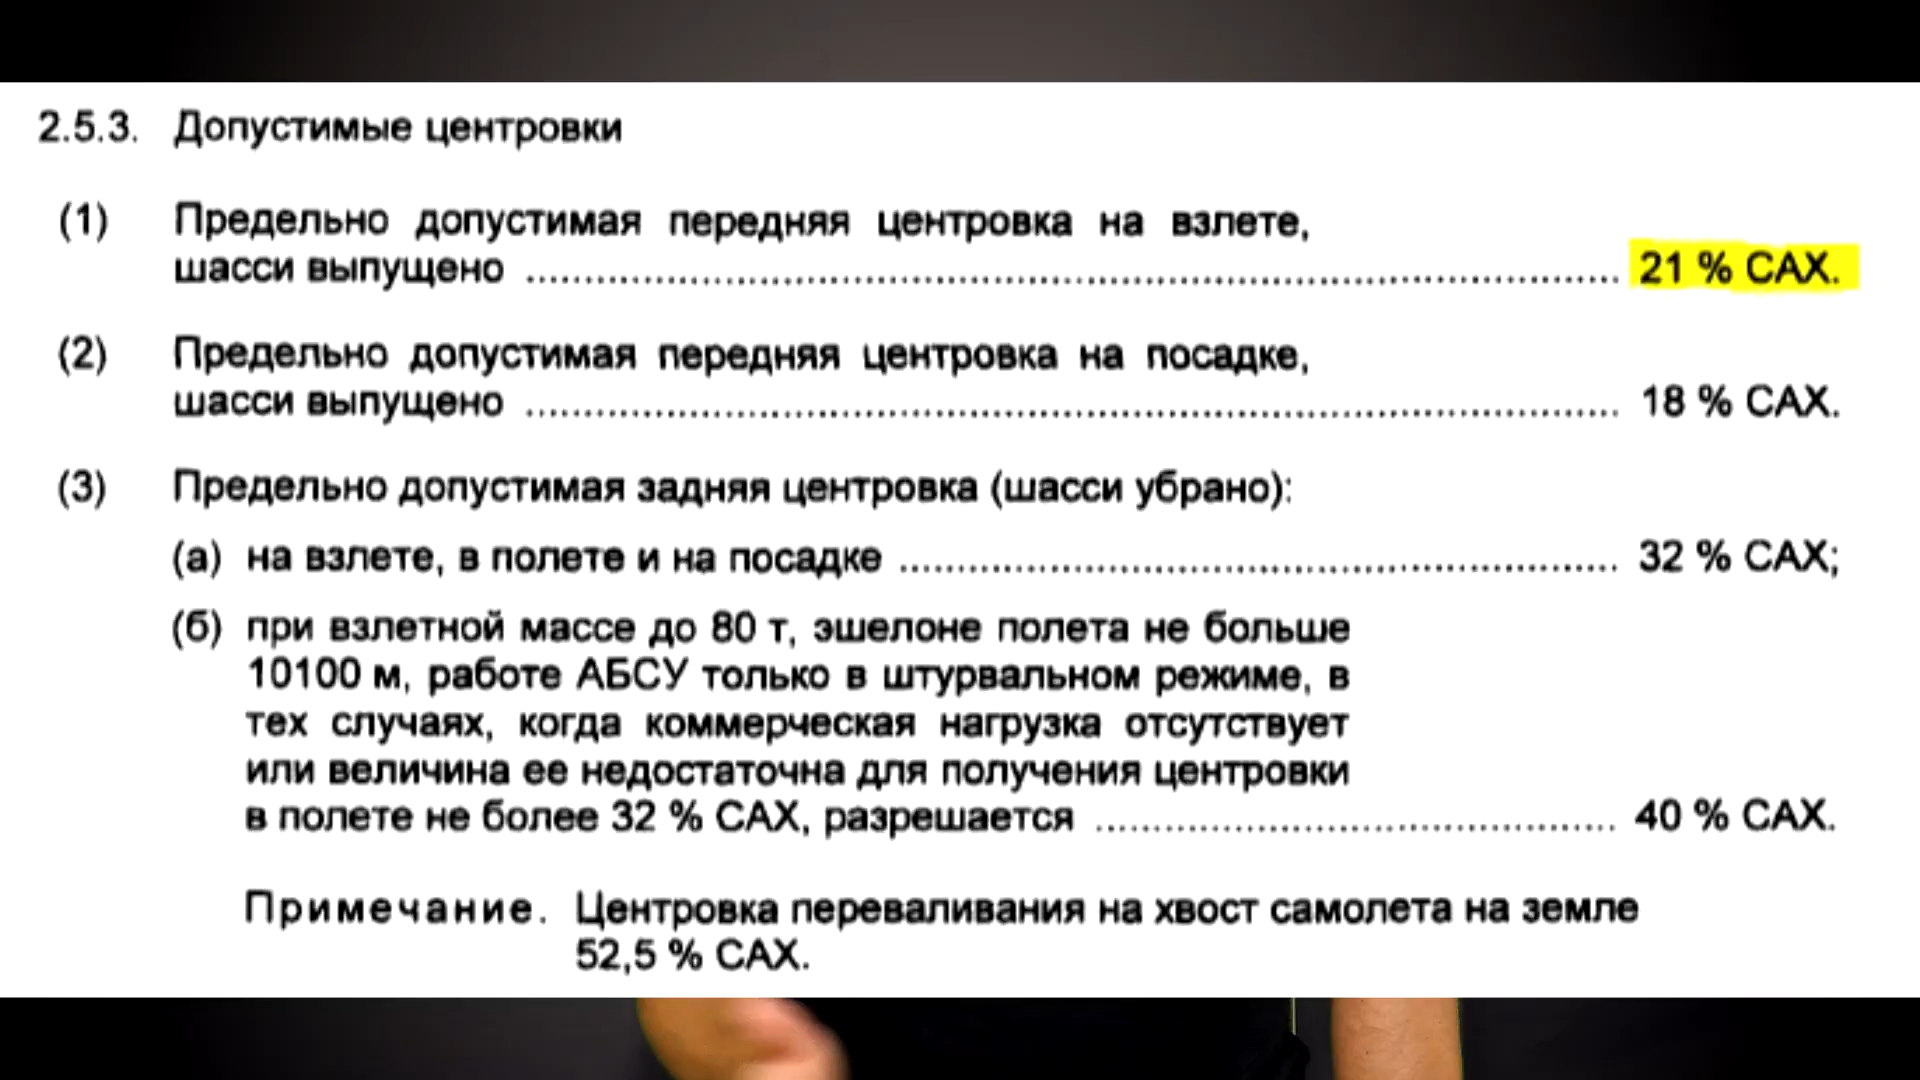 2.5.3. Допустимые центровки
(1) Предельно допустимая передняя центровка на взлете,
шасси выпущено ........ 21 % САХ.
(2) Предельно допустимая передняя центровка на посадке,
шасси выпущено ........ 18 % САХ.
(3) Предельно допустимая задняя центровка (шасси убрано):
(а) на взлете, в полете и на посадке ........ 32 % САХ;
(б) при взлетной массе до 80 т, эшелоне полета не больше
10100 м, работе АБСУ только в штурвальном режиме, в
тех случаях, когда коммерческая нагрузка отсутствует
или величина ее недостаточна для получения центровки
в полете не более 32 % САХ, разрешается ........ 40 % САХ.
Примечание. Центровка переваливания на хвост самолета на земле
52,5 % САХ.